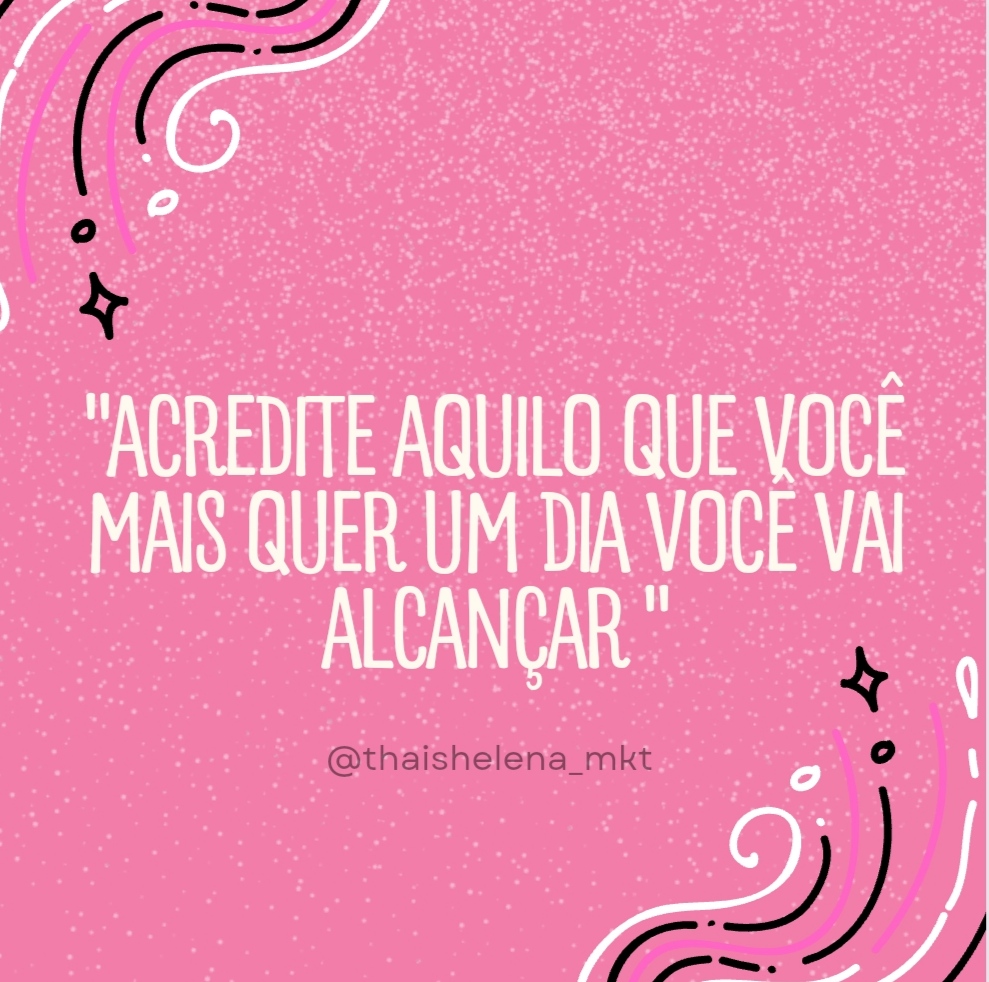 "ACREDITE AQUILO QUE VOCÊ
MAIS QUER UM DIA VOCÊ VAI
ALCANÇAR "
@thaishelena_mkt